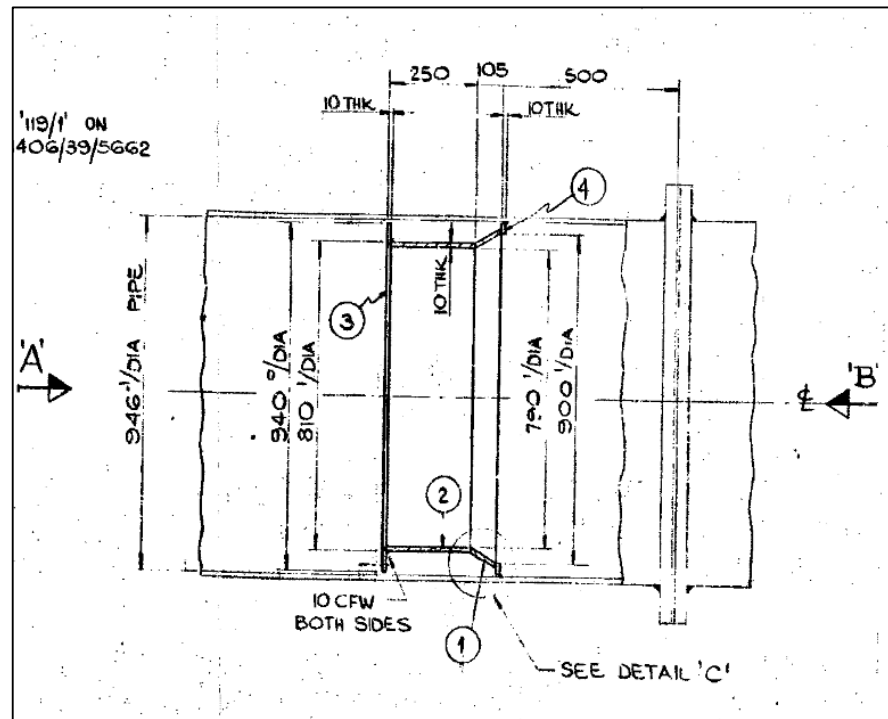 250
105
500
10 THK
10 THK
'119/1' ON
406/39/5662
4
10 THK
3
946 I/DIA PIPE
940 O/DIA
810 I/DIA
790 I/DIA
900 I/DIA
'A'
'B'
℄
2
10 CFW
BOTH SIDES
1
SEE DETAIL 'C'